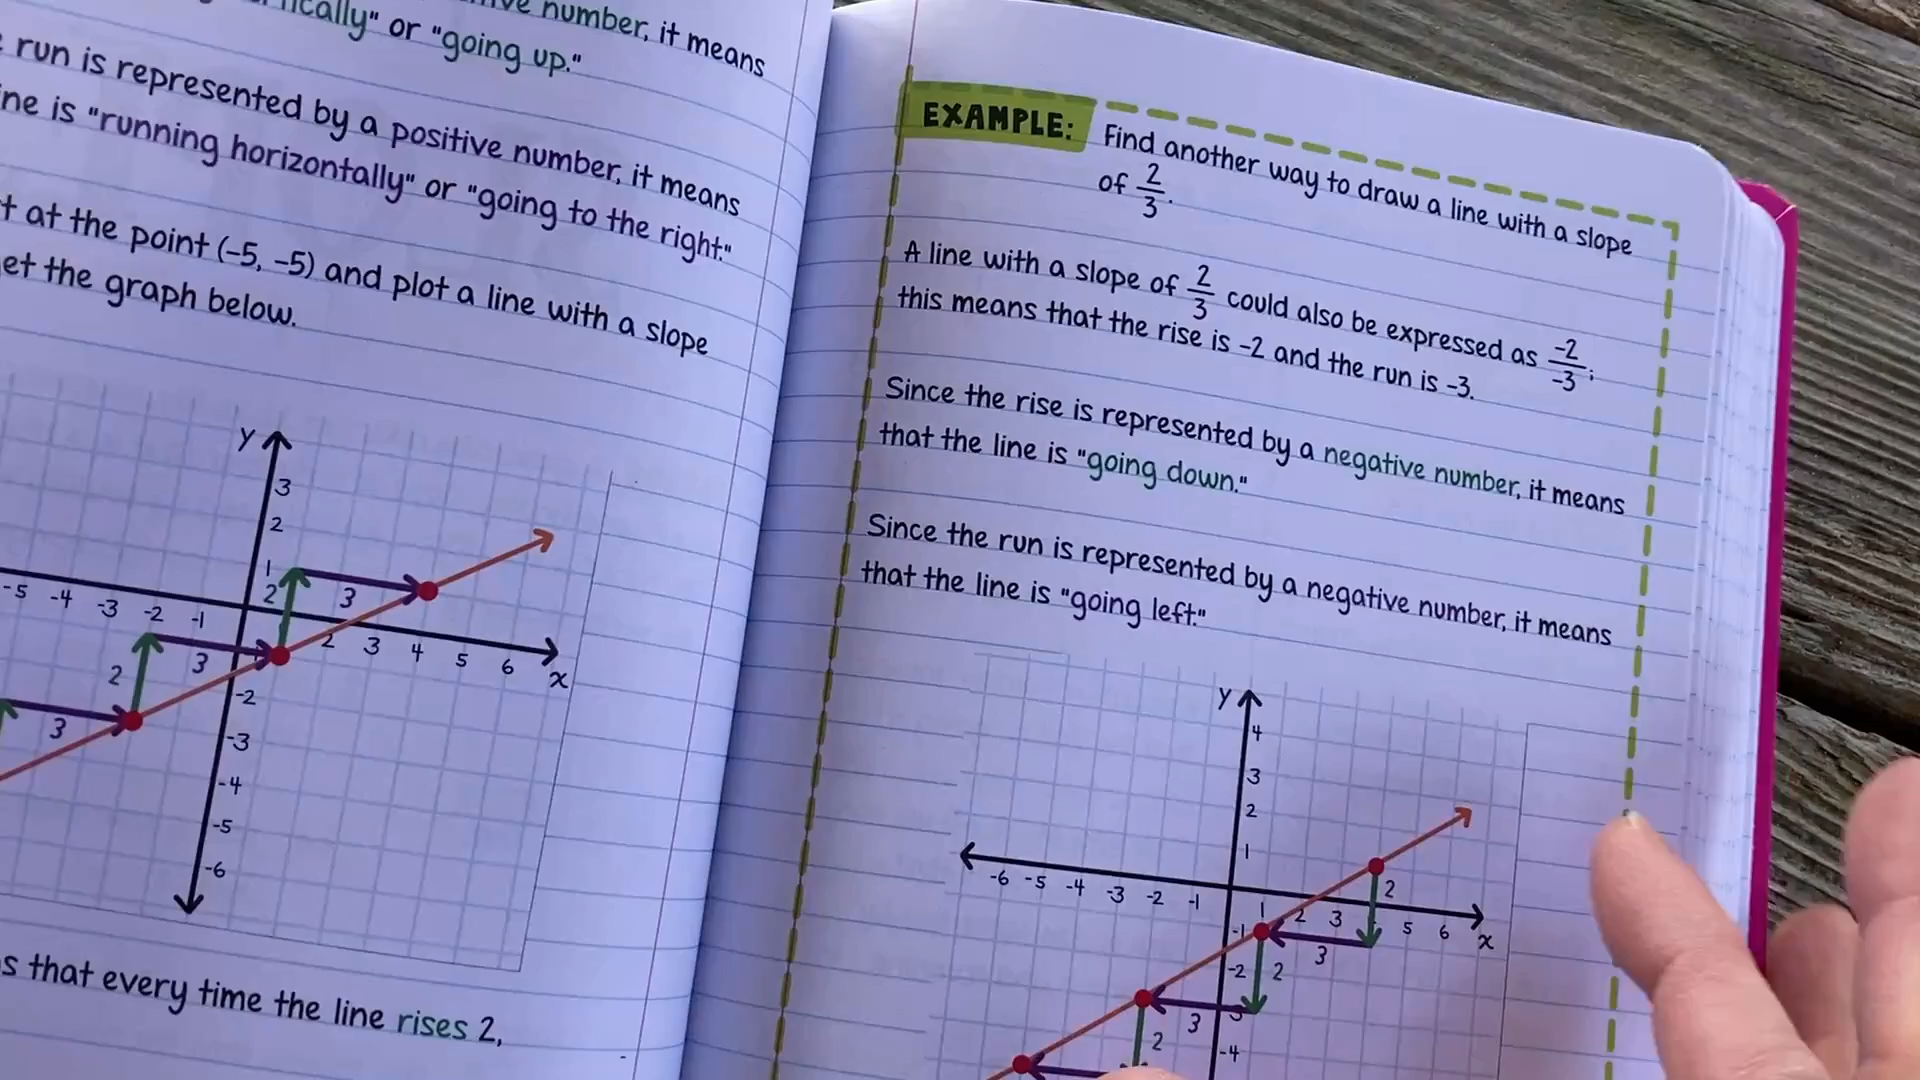 number, it means
or "going up."
run is represented by a positive number, it means
is "running horizontally" or "going to the right."
at the point (-5, -5) and plot a line with a slope
the graph below.
y
3
2
1
2
3
-5 -4 -3 -2 -1
2 3 4 5 6
x
2
3
3
-2
-3
-4
-5
-6
that every time the line rises 2,
EXAMPLE: Find another way to draw a line with a slope
of 2/3.
A line with a slope of 2/3 could also be expressed as -2/-3;
this means that the rise is -2 and the run is -3.
Since the rise is represented by a negative number, it means
that the line is "going down."
Since the run is represented by a negative number, it means
that the line is "going left."
y
4
3
2
1
-6 -5 -4 -3 -2 -1
1 2 3 5 6
x
2
-1
3
-2 2
3
2
-4